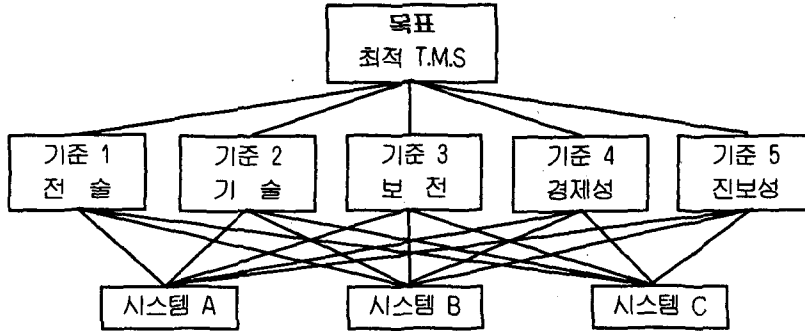 목표
최적 T.M.S
기준 1
전 술
기준 2
기 술
기준 3
보 전
기준 4
경제성
기준 5
진보성
시스템 A
시스템 B
시스템 C